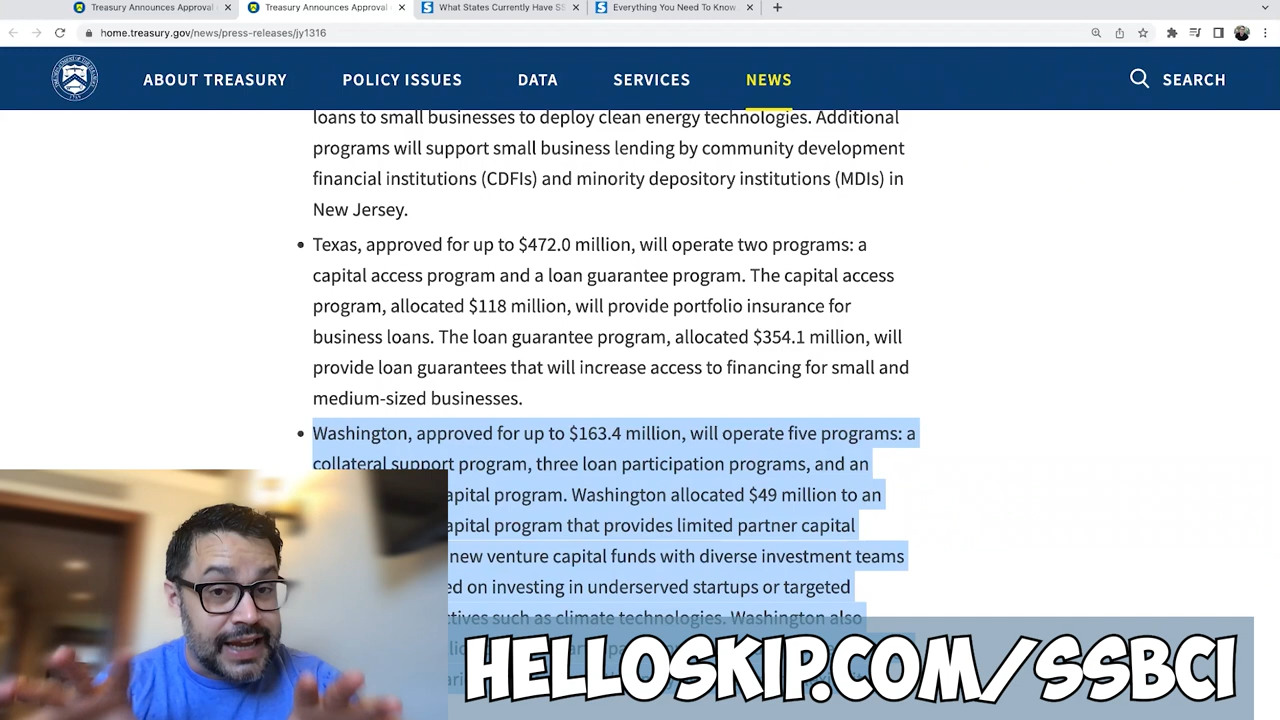 Treasury Announces Approval
Treasury Announces Approval
What States Currently Have SS
Everything You Need To Know
home.treasury.gov/news/press-releases/jy1316
ABOUT TREASURY POLICY ISSUES DATA SERVICES NEWS SEARCH
loans to small businesses to deploy clean energy technologies. Additional
programs will support small business lending by community development
financial institutions (CDFIs) and minority depository institutions (MDIs) in
New Jersey.
Texas, approved for up to $472.0 million, will operate two programs: a
capital access program and a loan guarantee program. The capital access
program, allocated $118 million, will provide portfolio insurance for
business loans. The loan guarantee program, allocated $354.1 million, will
provide loan guarantees that will increase access to financing for small and
medium-sized businesses.
Washington, approved for up to $163.4 million, will operate five programs: a
collateral support program, three loan participation programs, and an
apital program. Washington allocated $49 million to an
apital program that provides limited partner capital
new venture capital funds with diverse investment teams
ed on investing in underserved startups or targeted
ctives such as climate technologies. Washington also
HELLOSKIP.COM/SSBCI